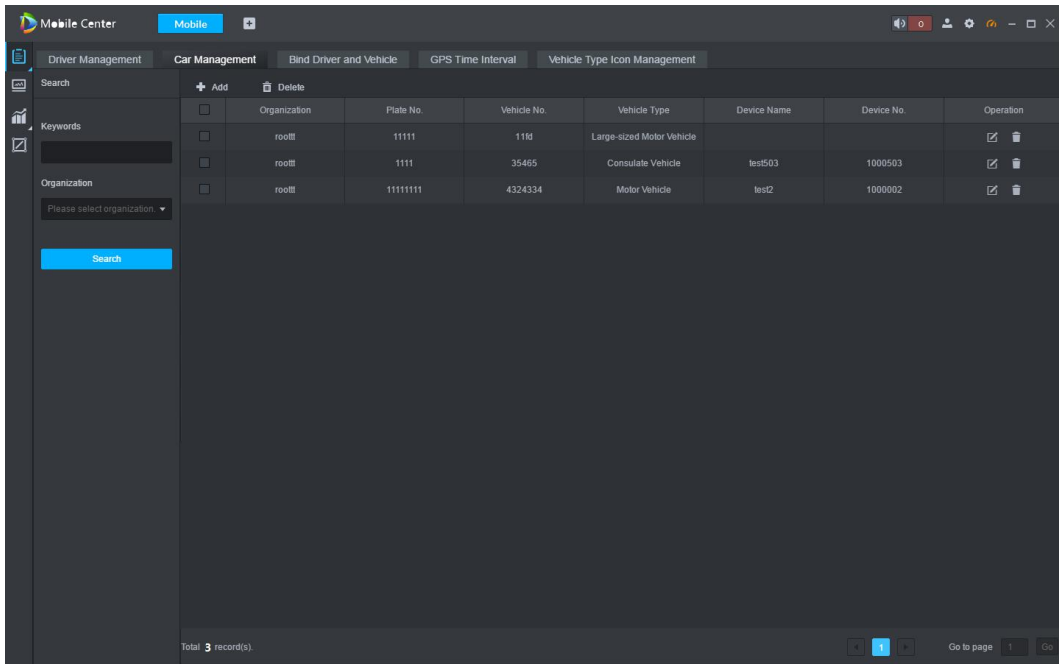 Mobile Center Mobile 0
Driver Management Car Management Bind Driver and Vehicle GPS Time Interval Vehicle Type Icon Management
Search
Add Delete
Organization Plate No. Vehicle No. Vehicle Type Device Name Device No. Operation
Keywords
roottt 11111 11fd Large-sized Motor Vehicle
roottt 1111 35465 Consulate Vehicle test503 1000503
Organization
roottt 11111111 4324334 Motor Vehicle test2 1000002
Please select organization.
Search
Total 3 record(s). 1 Go to page 1 Go